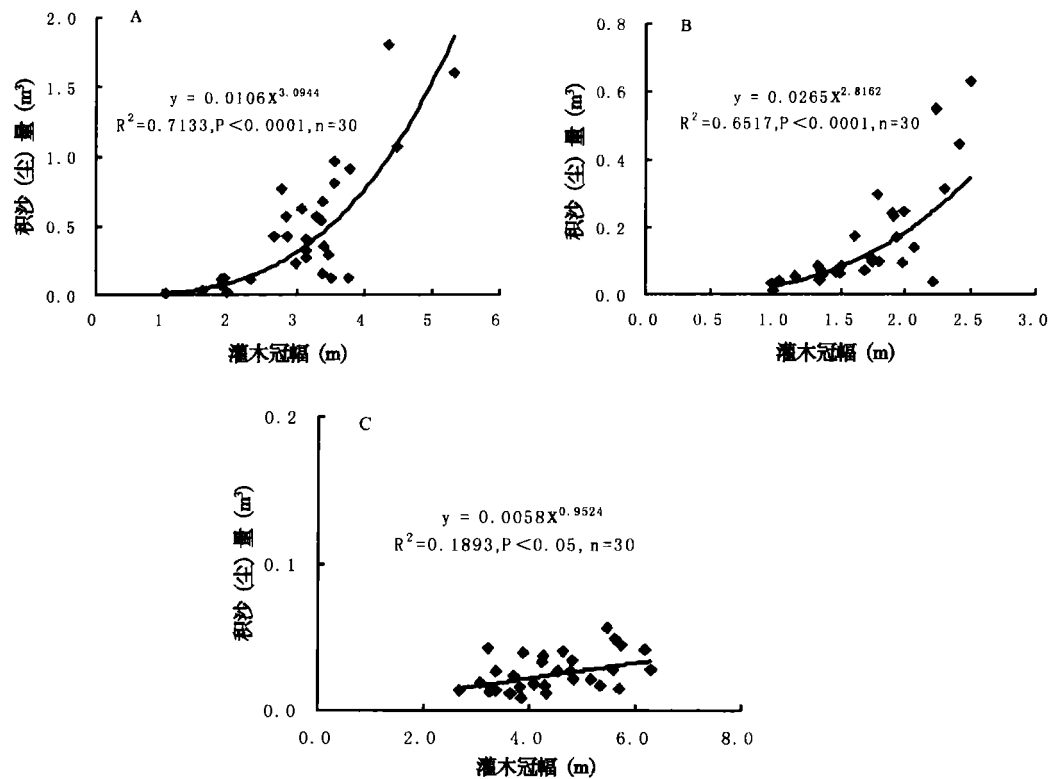 A
2.0
1.5
1.0
0.5
0.0
积沙 (尘) 量 (m³)
y = 0.0106X^3.0944
R²=0.7133,P<0.0001,n=30
0 1 2 3 4 5 6
灌木冠幅 (m)
B
0.8
0.6
0.4
0.2
0.0
积沙 (尘) 量 (m³)
y = 0.0265X^2.8162
R²=0.6517,P<0.0001,n=30
0.0 0.5 1.0 1.5 2.0 2.5 3.0
灌木冠幅 (m)
C
0.2
0.1
0.0
积沙 (尘) 量 (m³)
y = 0.0058X^0.9524
R²=0.1893,P<0.05,n=30
0.0 2.0 4.0 6.0 8.0
灌木冠幅 (m)